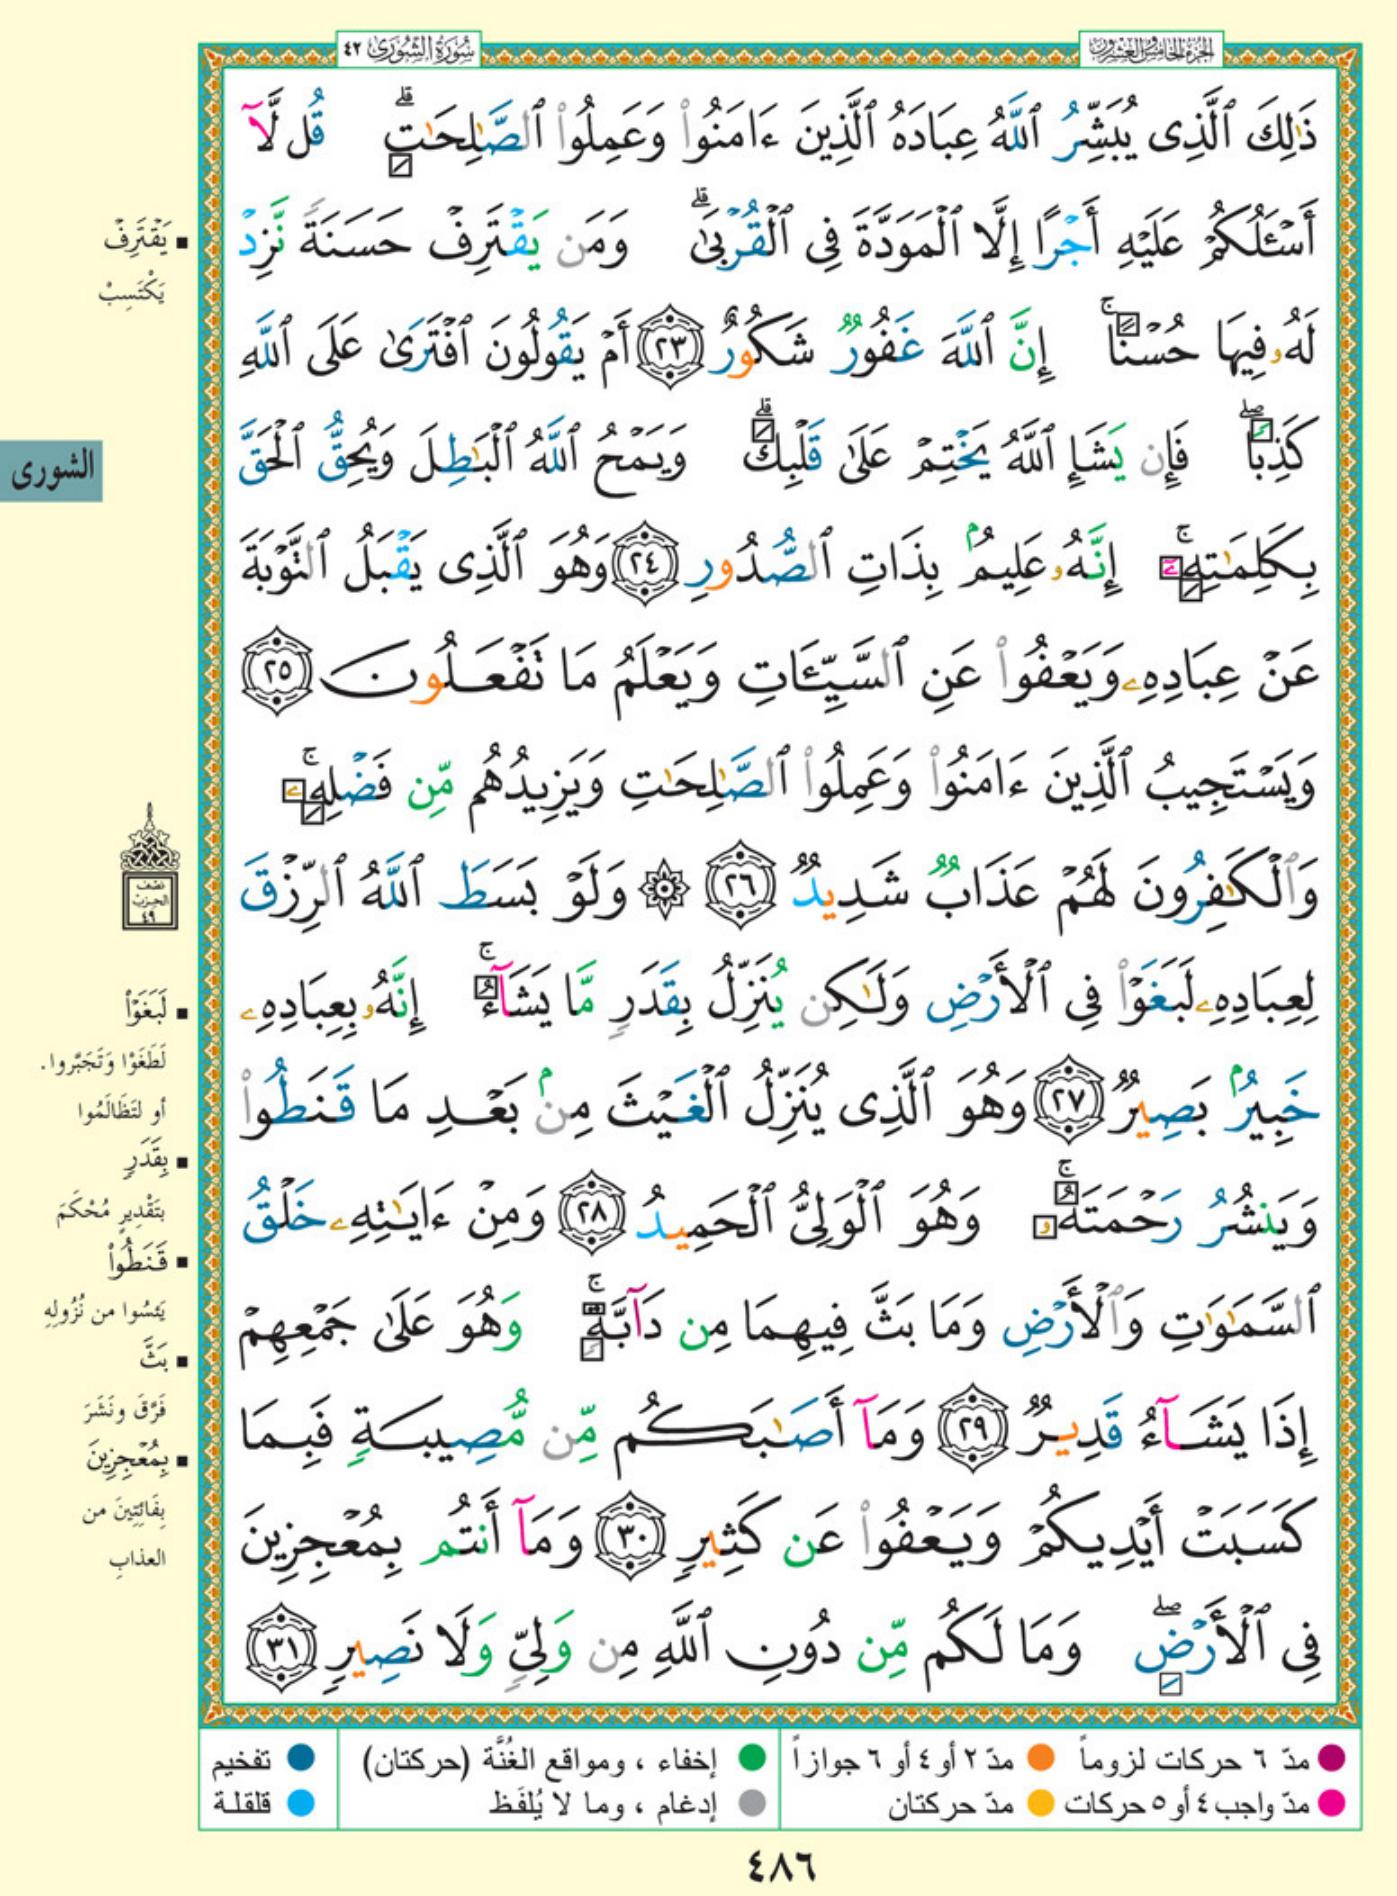 الجزء الخامس والعشرون
سورة الشورى ٤٢
ذَٰلِكَ ٱلَّذِى يُبَشِّرُ ٱللَّهُ عِبَادَهُ ٱلَّذِينَ ءَامَنُوا۟ وَعَمِلُوا۟ ٱلصَّـٰلِحَـٰتِ ۗ قُل لَّآ
أَسْـَٔلُكُمْ عَلَيْهِ أَجْرًا إِلَّا ٱلْمَوَدَّةَ فِى ٱلْقُرْبَىٰ ۗ وَمَن يَقْتَرِفْ حَسَنَةً نَّزِدْ
لَهُۥ فِيهَا حُسْنًا ۚ إِنَّ ٱللَّهَ غَفُورٌ شَكُورٌ ﴿٢٣﴾ أَمْ يَقُولُونَ ٱفْتَرَىٰ عَلَى ٱللَّهِ
كَذِبًا ۖ فَإِن يَشَإِ ٱللَّهُ يَخْتِمْ عَلَىٰ قَلْبِكَ ۗ وَيَمْحُ ٱللَّهُ ٱلْبَـٰطِلَ وَيُحِقُّ ٱلْحَقَّ
بِكَلِمَـٰتِهِۦٓ ۚ إِنَّهُۥ عَلِيمٌۢ بِذَاتِ ٱلصُّدُورِ ﴿٢٤﴾ وَهُوَ ٱلَّذِى يَقْبَلُ ٱلتَّوْبَةَ
عَنْ عِبَادِهِۦ وَيَعْفُوا۟ عَنِ ٱلسَّيِّـَٔاتِ وَيَعْلَمُ مَا تَفْعَلُونَ ﴿٢٥﴾
وَيَسْتَجِيبُ ٱلَّذِينَ ءَامَنُوا۟ وَعَمِلُوا۟ ٱلصَّـٰلِحَـٰتِ وَيَزِيدُهُم مِّن فَضْلِهِۦ ۚ
وَٱلْكَـٰفِرُونَ لَهُمْ عَذَابٌ شَدِيدٌ ﴿٢٦﴾ ۞ وَلَوْ بَسَطَ ٱللَّهُ ٱلرِّزْقَ
لِعِبَادِهِۦ لَبَغَوْا۟ فِى ٱلْأَرْضِ وَلَـٰكِن يُنَزِّلُ بِقَدَرٍ مَّا يَشَآءُ ۚ إِنَّهُۥ بِعِبَادِهِۦ
خَبِيرٌۢ بَصِيرٌ ﴿٢٧﴾ وَهُوَ ٱلَّذِى يُنَزِّلُ ٱلْغَيْثَ مِنۢ بَعْدِ مَا قَنَطُوا۟
وَيَنشُرُ رَحْمَتَهُۥ ۚ وَهُوَ ٱلْوَلِىُّ ٱلْحَمِيدُ ﴿٢٨﴾ وَمِنْ ءَايَـٰتِهِۦ خَلْقُ
ٱلسَّمَـٰوَٰتِ وَٱلْأَرْضِ وَمَا بَثَّ فِيهِمَا مِن دَآبَّةٍ ۚ وَهُوَ عَلَىٰ جَمْعِهِمْ
إِذَا يَشَآءُ قَدِيرٌ ﴿٢٩﴾ وَمَآ أَصَـٰبَكُم مِّن مُّصِيبَةٍ فَبِمَا
كَسَبَتْ أَيْدِيكُمْ وَيَعْفُوا۟ عَن كَثِيرٍ ﴿٣٠﴾ وَمَآ أَنتُم بِمُعْجِزِينَ
فِى ٱلْأَرْضِ ۖ وَمَا لَكُم مِّن دُونِ ٱللَّهِ مِن وَلِىٍّ وَلَا نَصِيرٍ ﴿٣١﴾
يَقْتَرِفْ
يَكْتَسِبْ
الشورى
نصف
الحزب
٤٩
لَبَغَوْا۟
لَطَغَوْا وَتَجَبَّروا.
أو لتَظَالَمُوا
بِقَدَرٍ
بتَقْدِيرٍ مُحْكَمَ
قَنَطُوا۟
يَئسُوا من نُزُولِهِ
بَثَّ
فَرَّقَ ونَشَرَ
بِمُعْجِزِينَ
بِفَائِتِينَ من
العذابِ
مدّ ٦ حركات لزوماً مدّ ٢ أو ٤ أو ٦ جوازاً
مدّ واجب ٤ أو ٥ حركات مدّ حركتان
إخفاء ، ومواقع الغُنَّة (حركتان)
إدغام ، وما لا يُلفَظ
تفخيم
قلقلة
٤٨٦